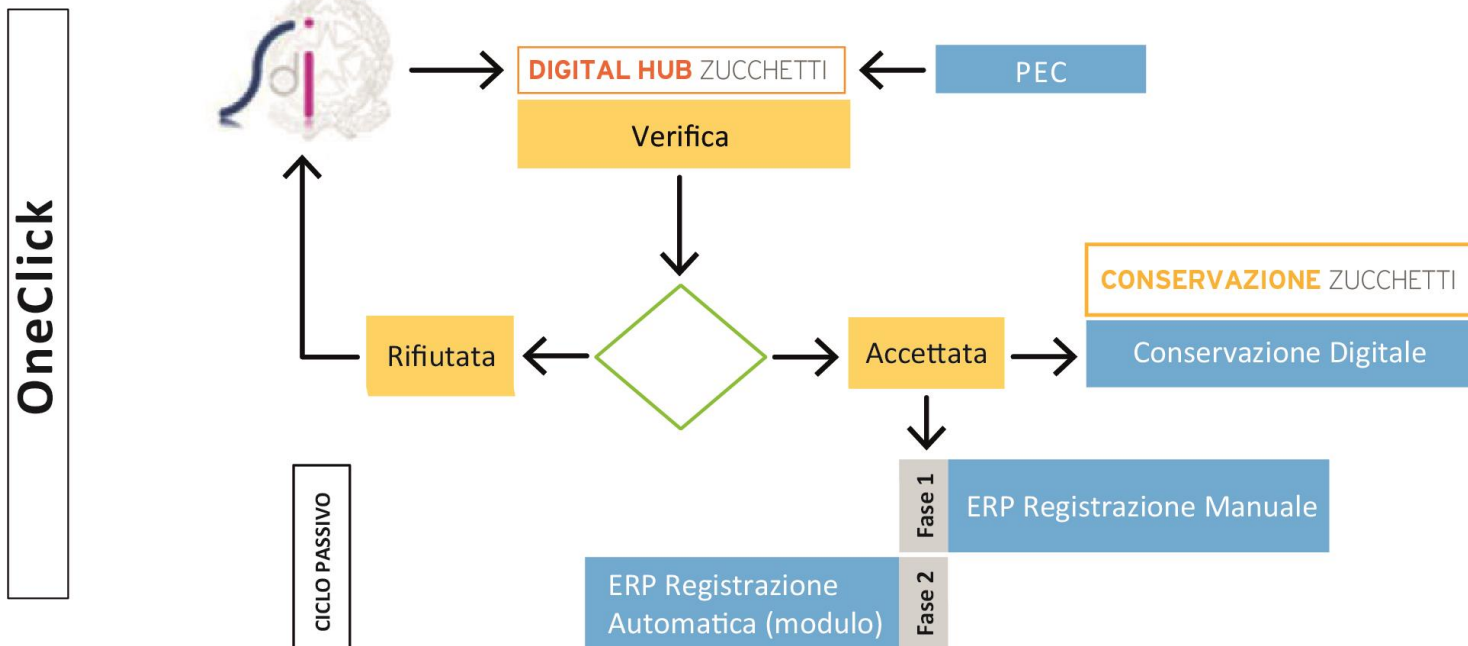 OneClick
Sdi
DIGITAL HUB ZUCCHETTI
PEC
Verifica
CONSERVAZIONE ZUCCHETTI
Rifiutata
Accettata
Conservazione Digitale
CICLO PASSIVO
Fase 1
ERP Registrazione Manuale
ERP Registrazione
Automatica (modulo)
Fase 2